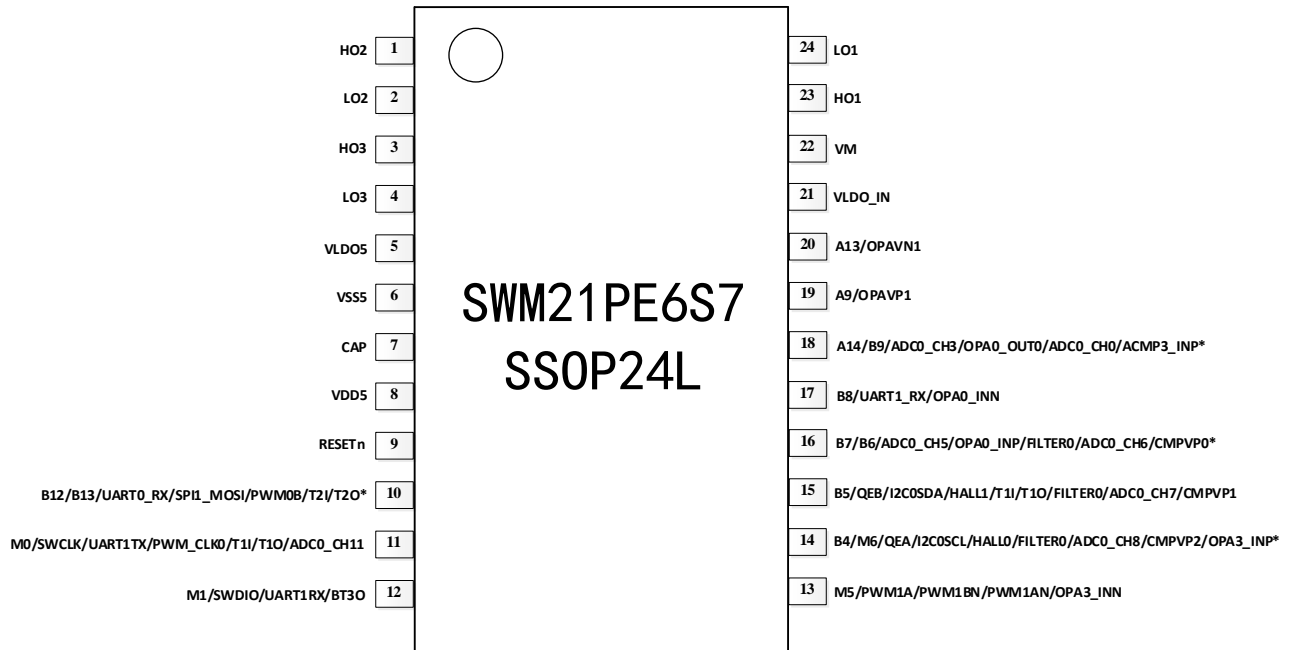 HO2 1
LO2 2
HO3 3
LO3 4
VLDO5 5
VSS5 6
CAP 7
VDD5 8
RESETn 9
B12/B13/UART0_RX/SPI1_MOSI/PWM0B/T2I/T2O* 10
M0/SWCLK/UART1TX/PWM_CLK0/T1I/T1O/ADC0_CH11 11
M1/SWDIO/UART1RX/BT3O 12
SWM21PE6S7
SSOP24L
24 LO1
23 HO1
22 VM
21 VLDO_IN
20 A13/OPAVN1
19 A9/OPAVP1
18 A14/B9/ADC0_CH3/OPA0_OUT0/ADC0_CH0/ACMP3_INP*
17 B8/UART1_RX/OPA0_INN
16 B7/B6/ADC0_CH5/OPA0_INP/FILTER0/ADC0_CH6/CMPVP0*
15 B5/QEB/I2C0SDA/HALL1/T1I/T1O/FILTER0/ADC0_CH7/CMPVP1
14 B4/M6/QEA/I2C0SCL/HALL0/FILTER0/ADC0_CH8/CMPVP2/OPA3_INP*
13 M5/PWM1A/PWM1BN/PWM1AN/OPA3_INN